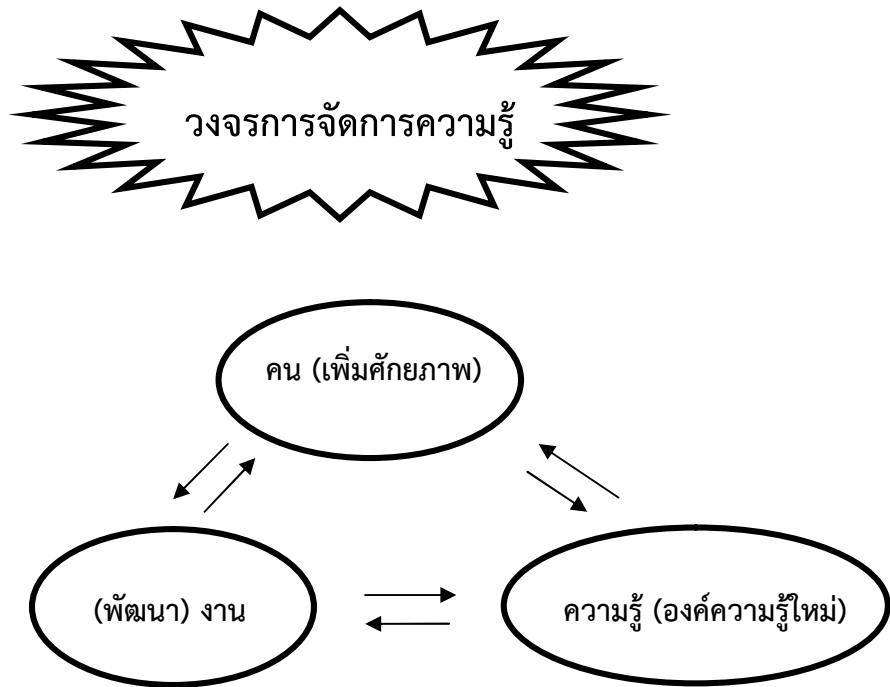 วงจรการจัดการความรู้
คน (เพิ่มศักยภาพ)
(พัฒนา) งาน
ความรู้ (องค์ความรู้ใหม่)